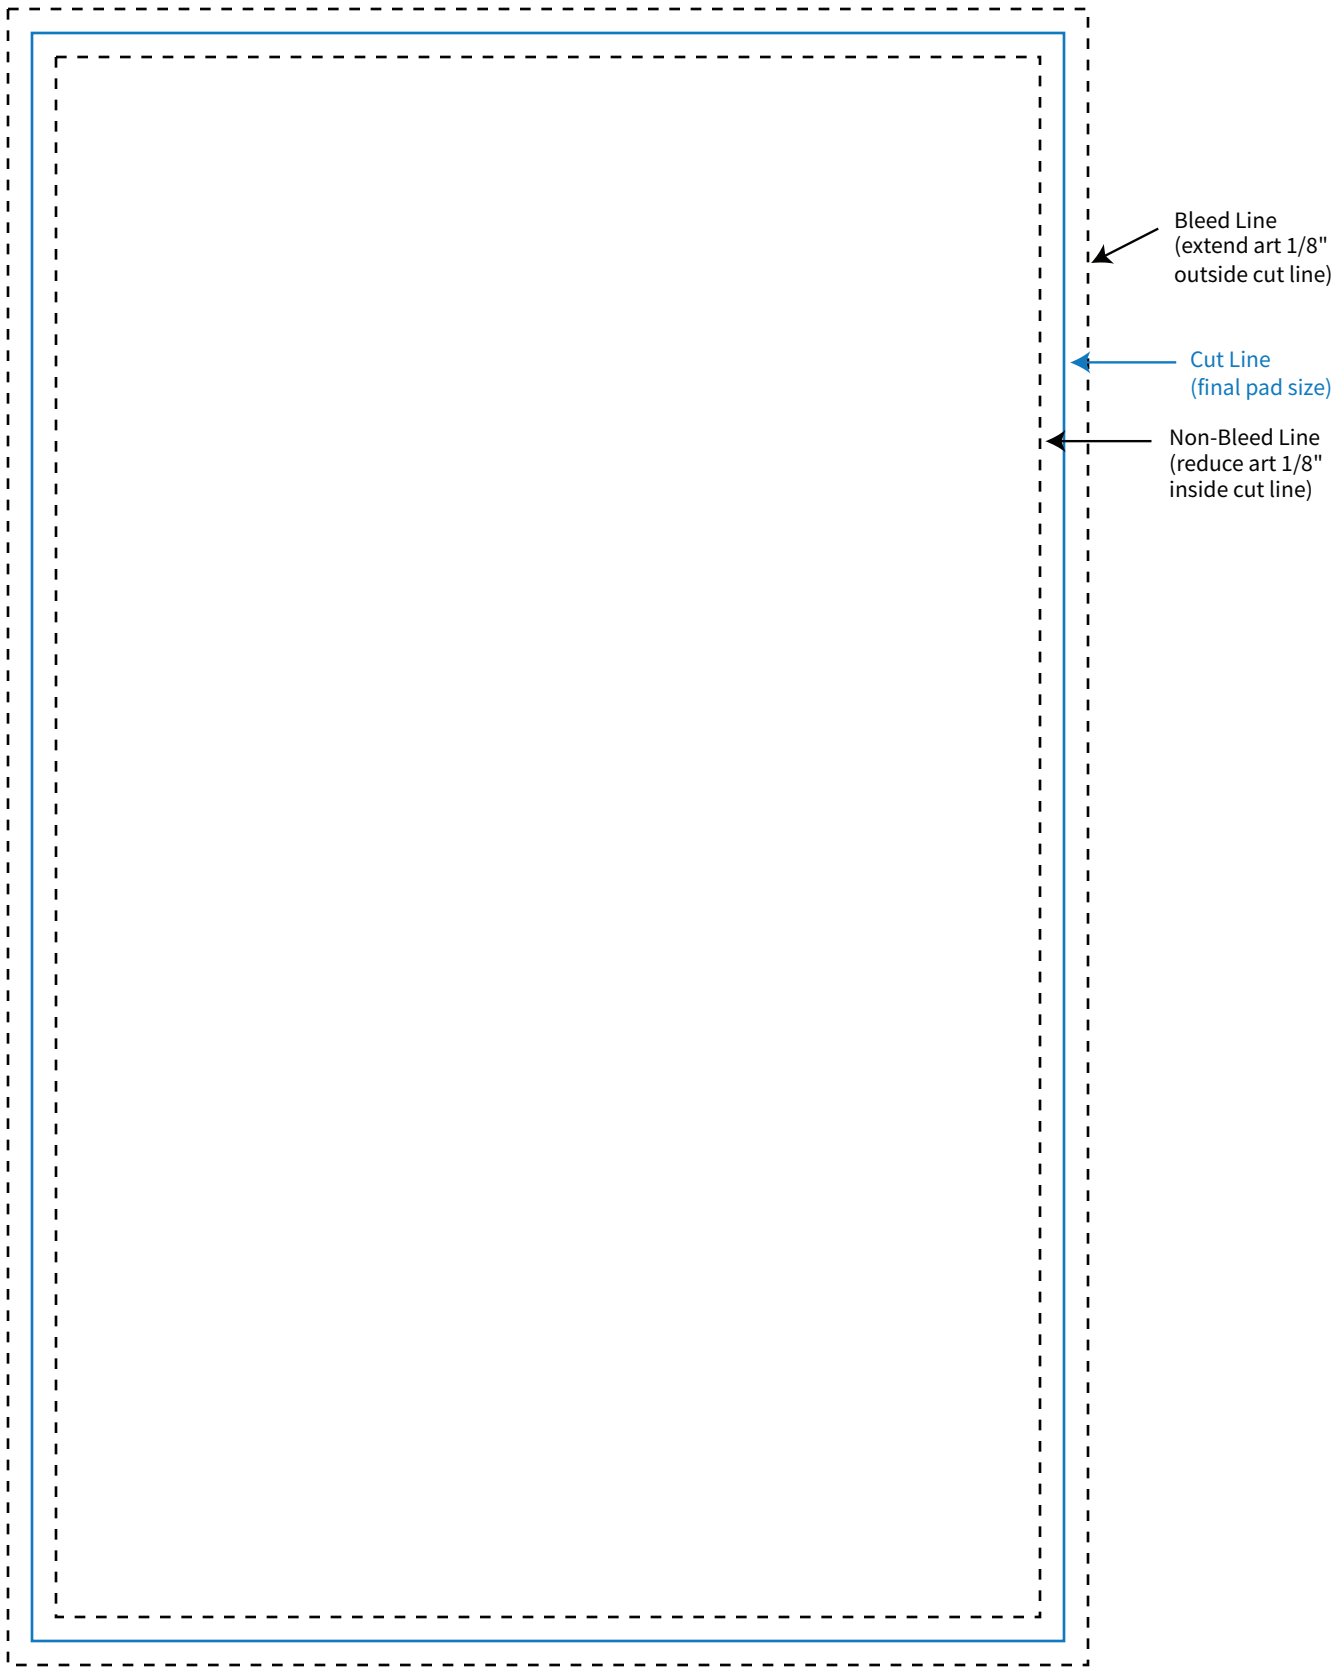 Bleed Line
(extend art 1/8"
outside cut line)
Cut Line
(final pad size)
Non-Bleed Line
(reduce art 1/8"
inside cut line)